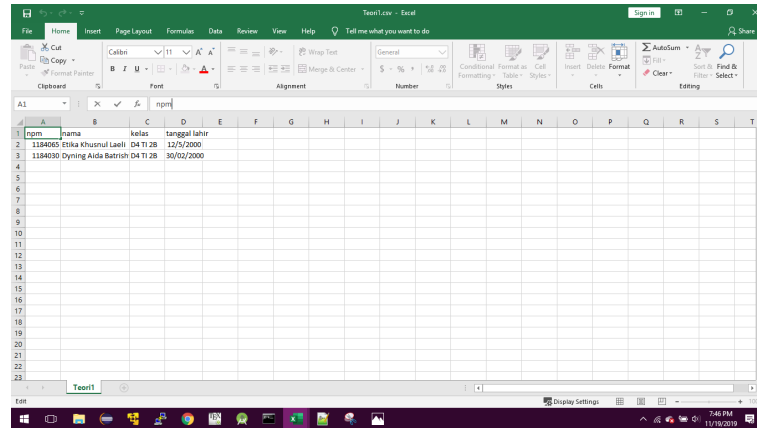 Teori1.csv - Excel
Sign in
File Home Insert Page Layout Formulas Data Review View Help Tell me what you want to do Share
Paste
Cut
Copy
Format Painter
Calibri 11 A A
B I U A
Wrap Text
Merge & Center
General
$ - % ,
Conditional Formatting Format as Table Cell Styles
Insert Delete Format
AutoSum
Fill
Clear
Sort & Filter Find & Select
Clipboard Font Alignment Number Styles Cells Editing
A1 fx npm
A B C D E F G H I J K L M N O P Q R S T
1 npm nama kelas tanggal lahir
2 1184065 Etika Khusnul Laeli D4 TI 2B 12/5/2000
3 1184030 Dyning Aida Batrish D4 TI 2B 30/02/2000
4
5
6
7
8
9
10
11
12
13
14
15
16
17
18
19
20
21
22
23
Teori1
Edit Display Settings
7:46 PM
11/19/2019